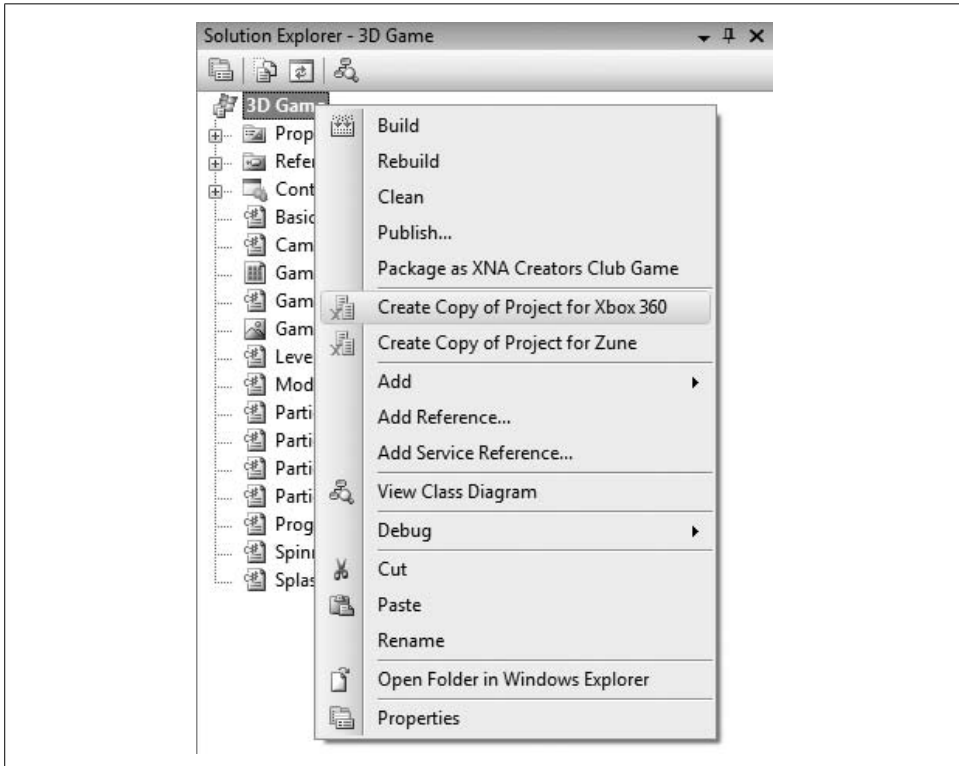 Solution Explorer - 3D Game
3D Game
Prop
Refe
Cont
Basic
Cam
Gam
Gam
Gam
Leve
Mod
Parti
Parti
Parti
Parti
Prog
Spin
Splas
Build
Rebuild
Clean
Publish...
Package as XNA Creators Club Game
Create Copy of Project for Xbox 360
Create Copy of Project for Zune
Add
Add Reference...
Add Service Reference...
View Class Diagram
Debug
Cut
Paste
Rename
Open Folder in Windows Explorer
Properties